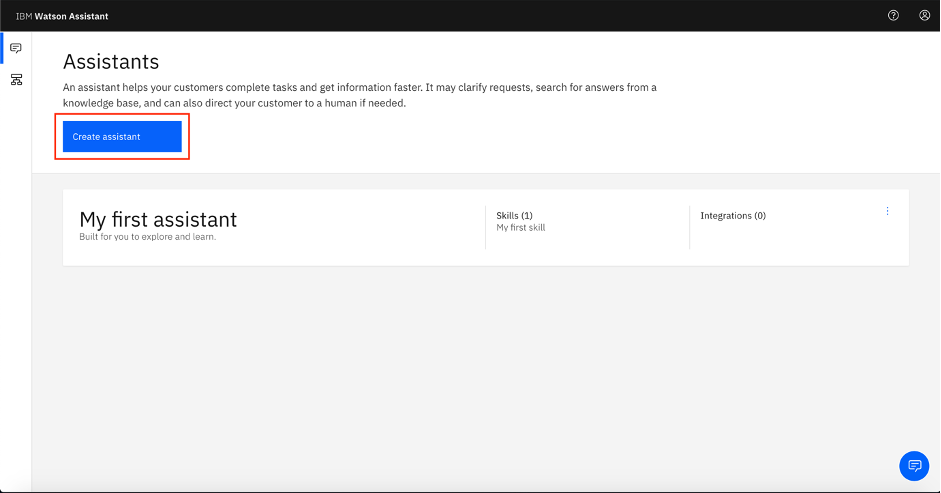 IBM Watson Assistant
Assistants
An assistant helps your customers complete tasks and get information faster. It may clarify requests, search for answers from a
knowledge base, and can also direct your customer to a human if needed.
Create assistant
My first assistant
Built for you to explore and learn.
Skills (1)
My first skill
Integrations (0)